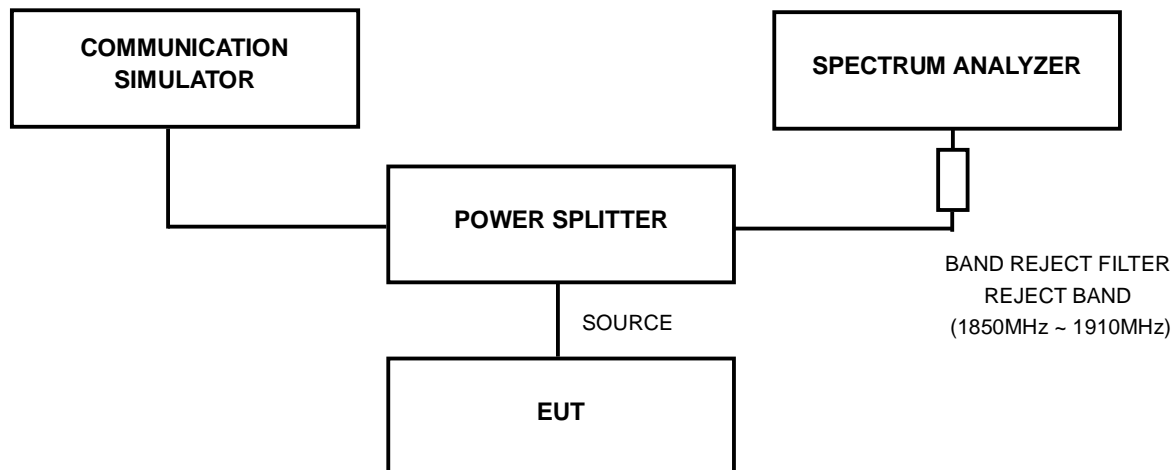 COMMUNICATION
SIMULATOR
SPECTRUM ANALYZER
POWER SPLITTER
BAND REJECT FILTER
REJECT BAND
(1850MHz ~ 1910MHz)
SOURCE
EUT